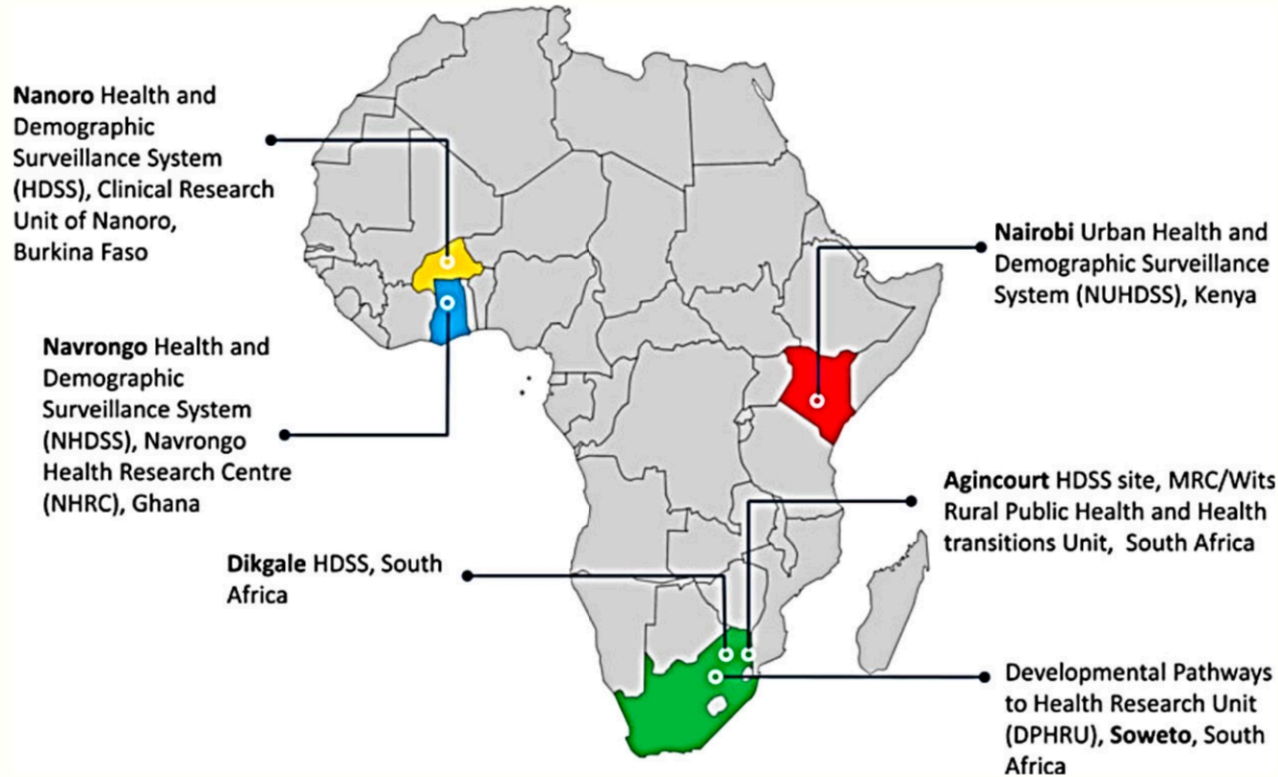 Nanoro Health and
Demographic
Surveillance System
(HDSS), Clinical Research
Unit of Nanoro,
Burkina Faso
Nairobi Urban Health and
Demographic Surveillance
System (NUHDSS), Kenya
Navrongo Health and
Demographic
Surveillance System
(NHDSS), Navrongo
Health Research Centre
(NHRC), Ghana
Agincourt HDSS site, MRC/Wits
Rural Public Health and Health
transitions Unit, South Africa
Dikgale HDSS, South
Africa
Developmental Pathways
to Health Research Unit
(DPHRU), Soweto, South
Africa